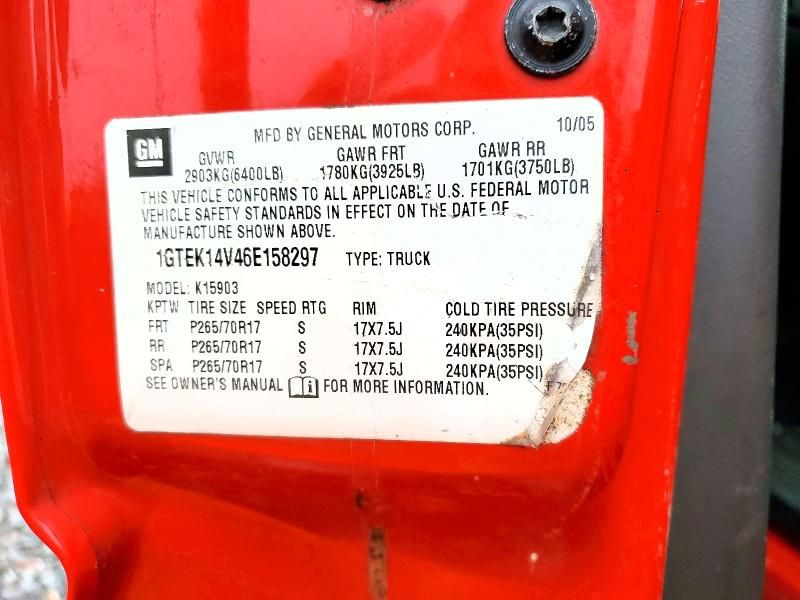 GM MFD BY GENERAL MOTORS CORP. 10/05
GVWR GAWR FRT GAWR RR
2903KG(6400LB) 1780KG(3925LB) 1701KG(3750LB)
THIS VEHICLE CONFORMS TO ALL APPLICABLE U.S. FEDERAL MOTOR
VEHICLE SAFETY STANDARDS IN EFFECT ON THE DATE OF
MANUFACTURE SHOWN ABOVE.
1GTEK14V46E158297 TYPE: TRUCK
MODEL: K15903
KPTW TIRE SIZE SPEED RTG RIM COLD TIRE PRESSURE
FRT P265/70R17 S 17X7.5J 240KPA(35PSI)
RR P265/70R17 S 17X7.5J 240KPA(35PSI)
SPA P265/70R17 S 17X7.5J 240KPA(35PSI)
SEE OWNER'S MANUAL FOR MORE INFORMATION.